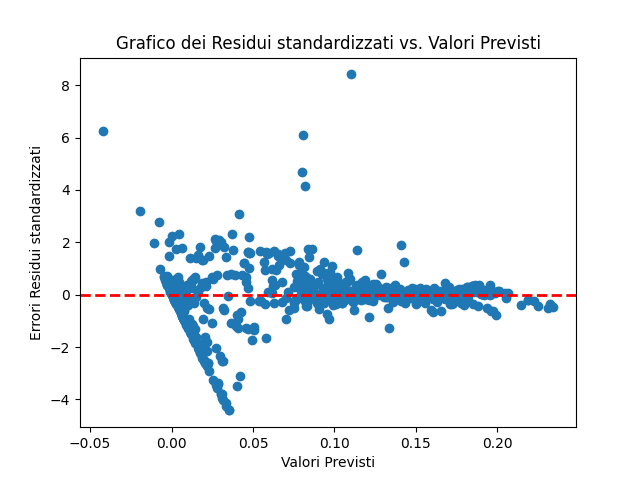 Grafico dei Residui standardizzati vs. Valori Previsti
Errori Residui standardizzati
8
6
4
2
0
−2
−4
−0.05 0.00 0.05 0.10 0.15 0.20
Valori Previsti